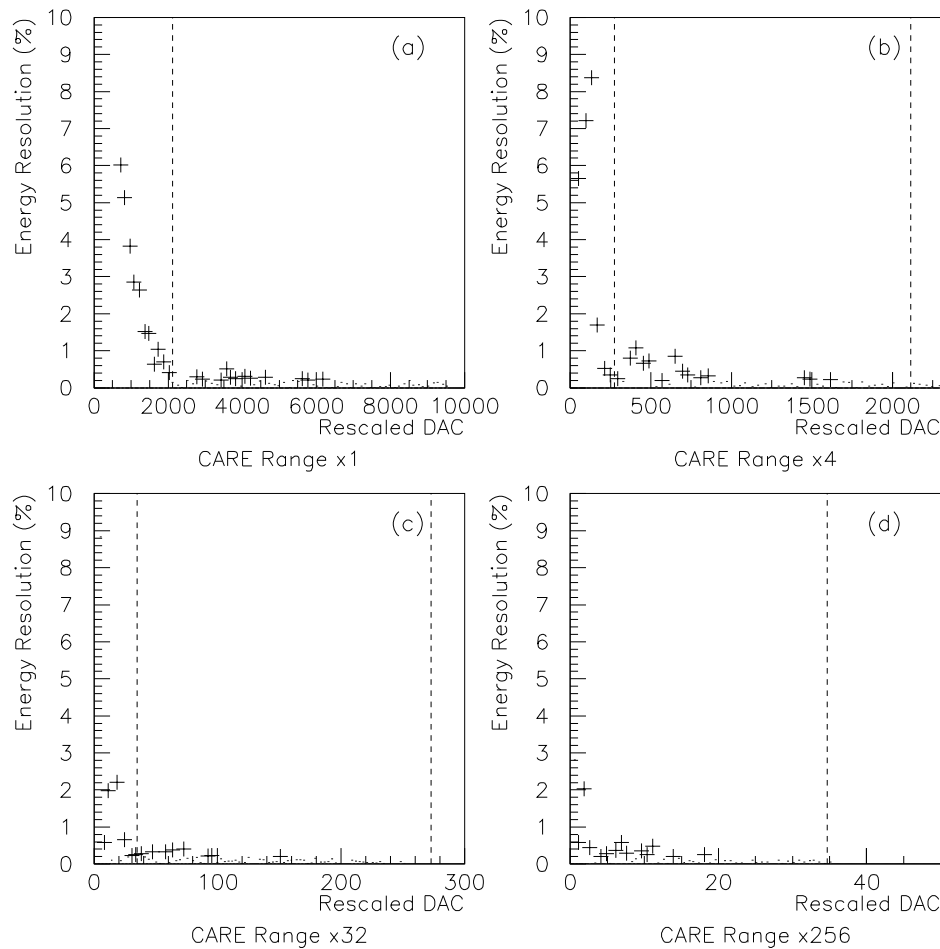 Energy Resolution (%)
10
9
8
7
6
5
4
3
2
1
0
(a)
0 2000 4000 6000 8000 10000
Rescaled DAC
CARE Range x1
Energy Resolution (%)
10
9
8
7
6
5
4
3
2
1
0
(b)
0 500 1000 1500 2000
Rescaled DAC
CARE Range x4
Energy Resolution (%)
10
9
8
7
6
5
4
3
2
1
0
(c)
0 100 200 300
Rescaled DAC
CARE Range x32
Energy Resolution (%)
10
9
8
7
6
5
4
3
2
1
0
(d)
0 20 40
Rescaled DAC
CARE Range x256